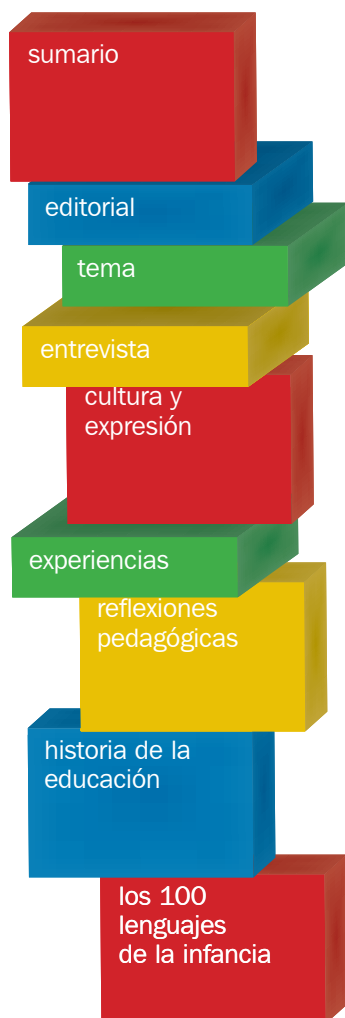 sumario
editorial
tema
entrevista
cultura y
expresión
experiencias
reflexiones
pedagógicas
historia de la
educación
los 100
lenguajes
de la infancia